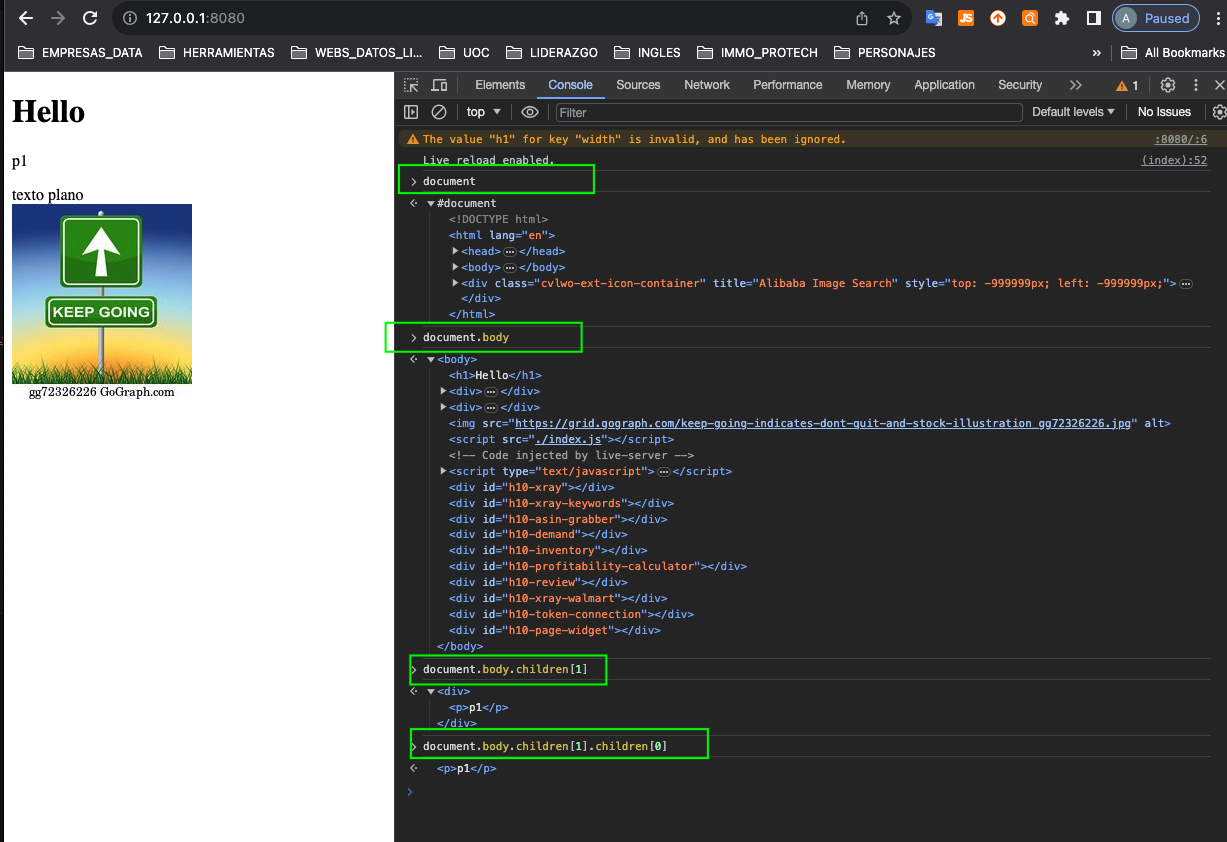 127.0.0.1:8080
JS
A Paused
EMPRESAS_DATA HERRAMIENTAS WEBS_DATOS_LI... UOC LIDERAZGO INGLES IMMO_PROTECH PERSONAJES » All Bookmarks
Hello
p1
texto plano
KEEP GOING
gg72326226 GoGraph.com
Elements Console Sources Network Performance Memory Application Security 1
top Filter Default levels No Issues
The value "h1" for key "width" is invalid, and has been ignored. :8080/:6
Live reload enabled. (index):52
> document
#document
<!DOCTYPE html>
<html lang="en">
<head>…</head>
<body>…</body>
<div class="cvlwo-ext-icon-container" title="Alibaba Image Search" style="top: -999999px; left: -999999px;">…
</div>
</html>
> document.body
<body>
<h1>Hello</h1>
<div>…</div>
<div>…</div>
<img src="https://grid.gograph.com/keep-going-indicates-dont-quit-and-stock-illustration_gg72326226.jpg" alt>
<script src="./index.js"></script>
<!-- Code injected by live-server -->
<script type="text/javascript">…</script>
<div id="h10-xray"></div>
<div id="h10-xray-keywords"></div>
<div id="h10-asin-grabber"></div>
<div id="h10-demand"></div>
<div id="h10-inventory"></div>
<div id="h10-profitability-calculator"></div>
<div id="h10-review"></div>
<div id="h10-xray-walmart"></div>
<div id="h10-token-connection"></div>
<div id="h10-page-widget"></div>
</body>
> document.body.children[1]
<div>
<p>p1</p>
</div>
> document.body.children[1].children[0]
<p>p1</p>
>